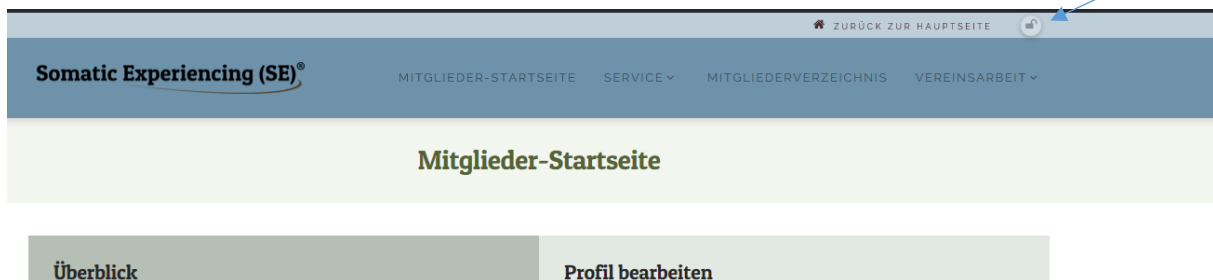 ZURÜCK ZUR HAUPTSEITE
Somatic Experiencing (SE)®
MITGLIEDER-STARTSEITE SERVICE MITGLIEDERVERZEICHNIS VEREINSARBEIT
Mitglieder-Startseite
Überblick Profil bearbeiten